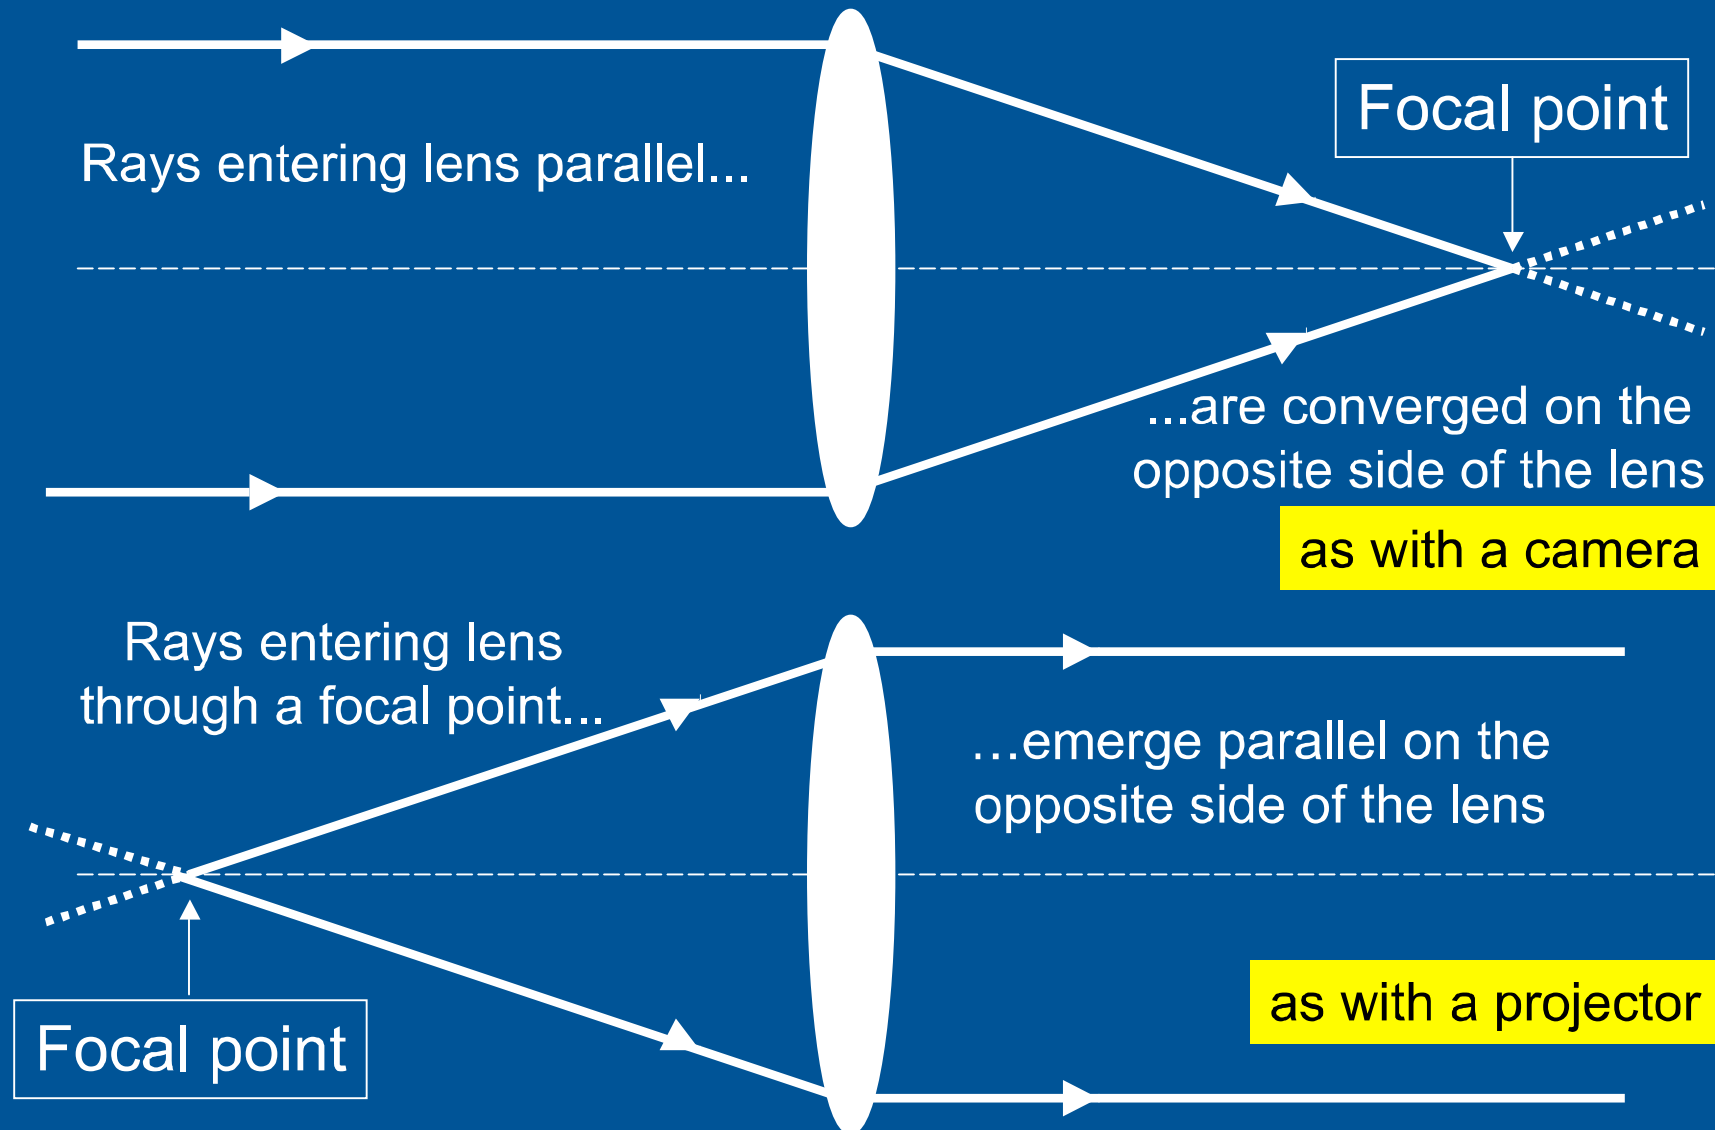 Focal point
Rays entering lens parallel...
...are converged on the
opposite side of the lens
as with a camera
Rays entering lens
through a focal point...
...emerge parallel on the
opposite side of the lens
as with a projector
Focal point